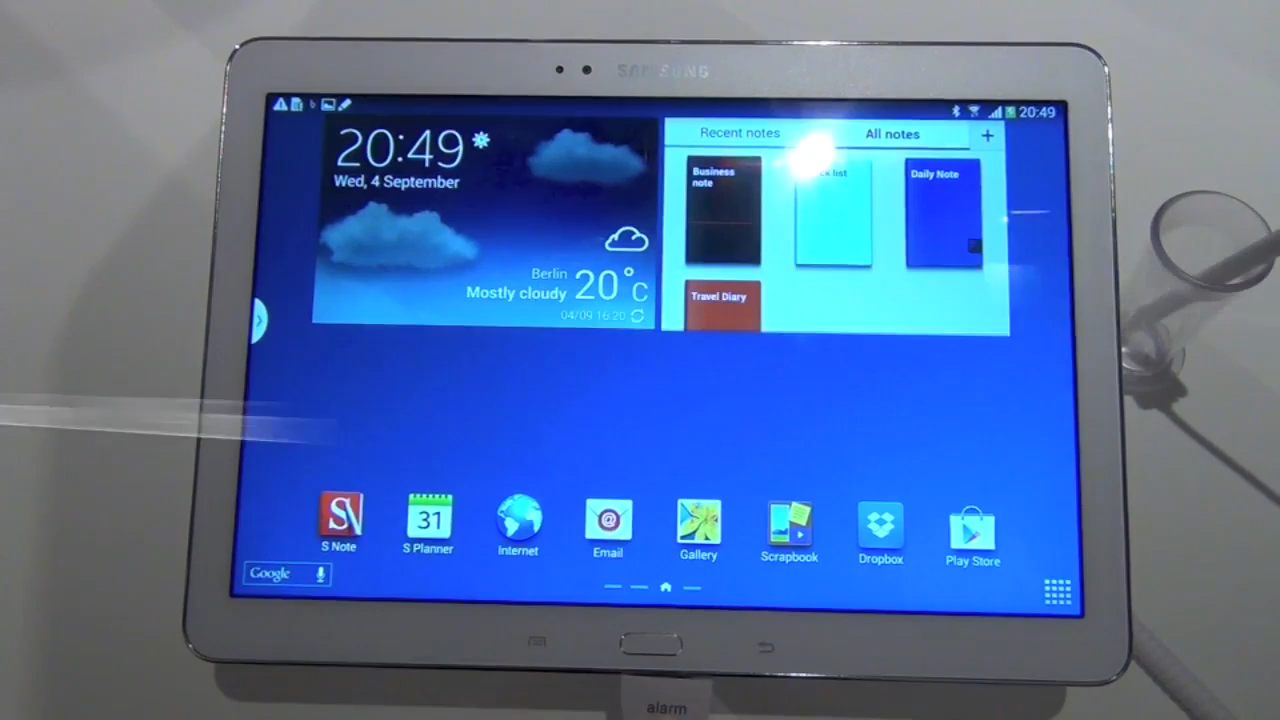 SAMSUNG
20:49
20:49
Wed, 4 September
Berlin
Mostly cloudy
20°C
04/09 16:20
Recent notes
All notes
+
Business
note
list
Daily Note
Travel Diary
S Note
31
S Planner
Internet
@
Email
Gallery
Scrapbook
Dropbox
Play Store
Google
alarm